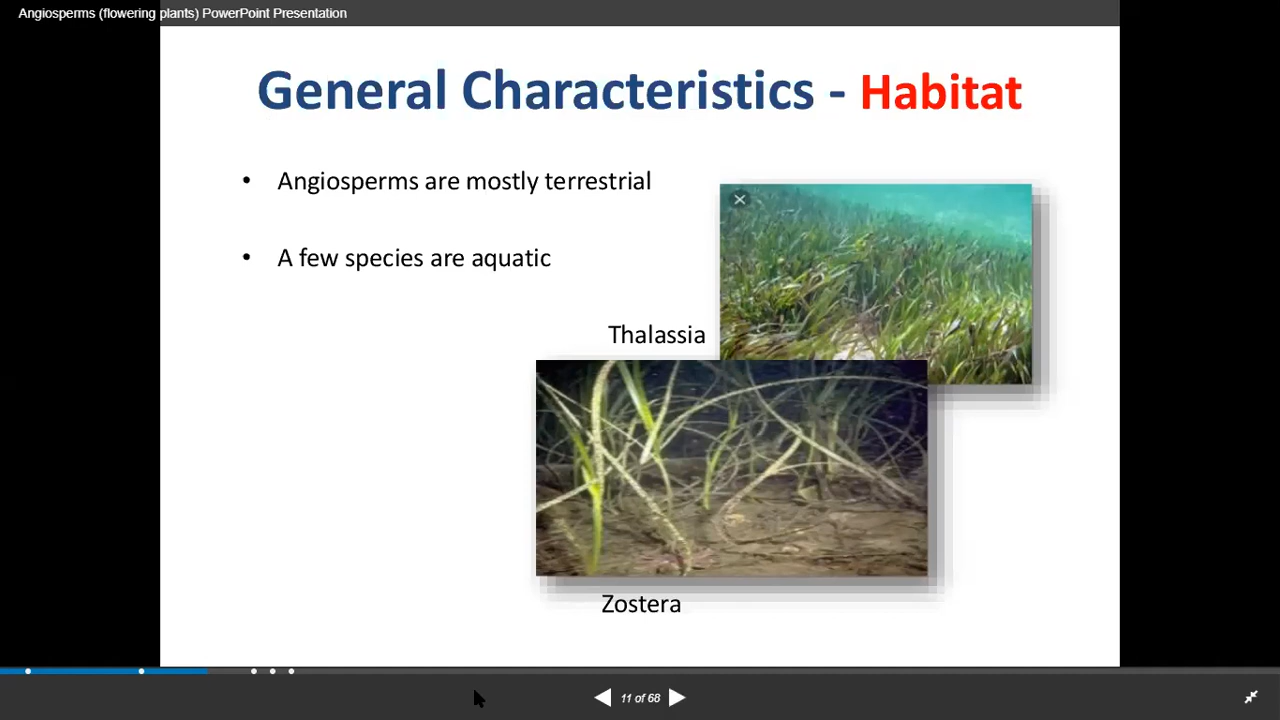 Angiosperms (flowering plants) PowerPoint Presentation
General Characteristics - Habitat
• Angiosperms are mostly terrestrial
• A few species are aquatic
Thalassia
Zostera
11 of 68